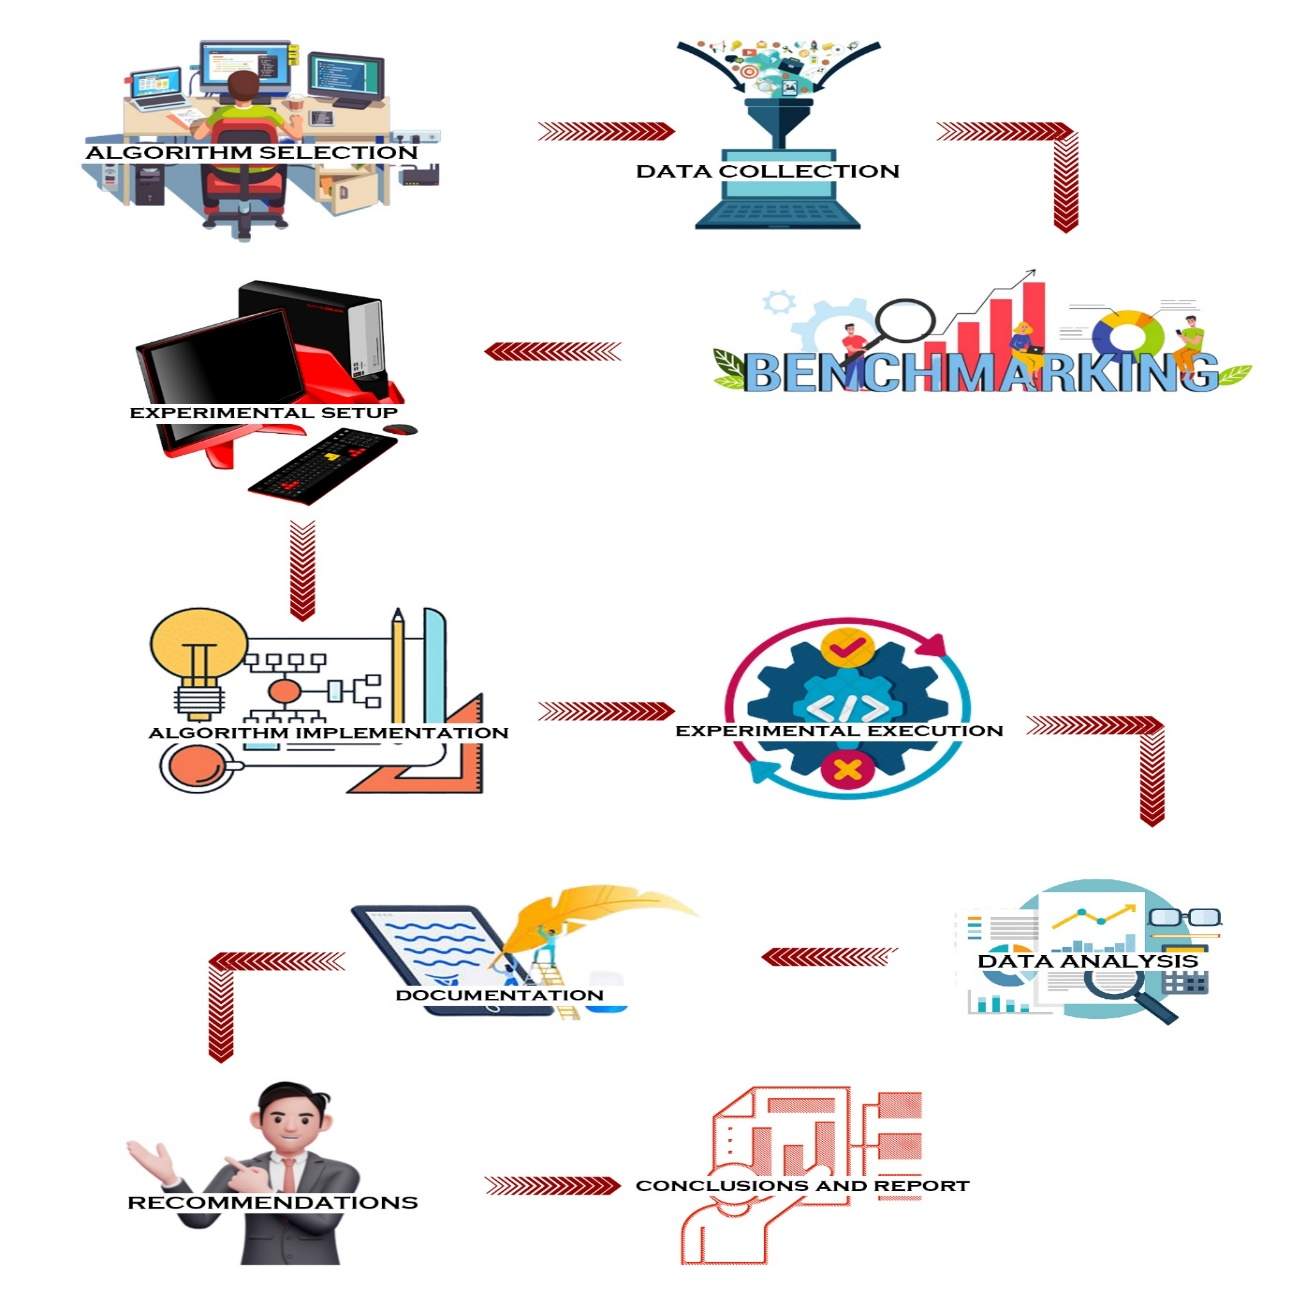 ALGORITHM SELECTION
DATA COLLECTION
BENCHMARKING
EXPERIMENTAL SETUP
ALGORITHM IMPLEMENTATION
</>
EXPERIMENTAL EXECUTION
DATA ANALYSIS
DOCUMENTATION
RECOMMENDATIONS
CONCLUSIONS AND REPORT